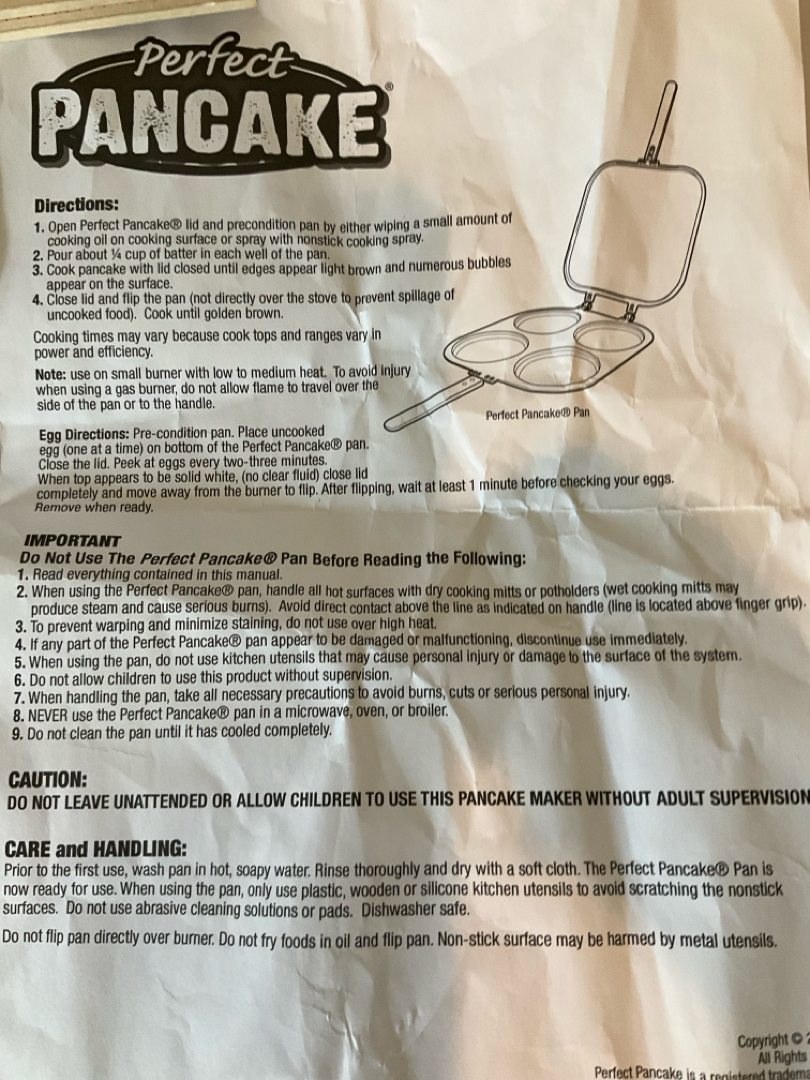 Perfect
PANCAKE®
Directions:
1. Open Perfect Pancake® lid and precondition pan by either wiping a small amount of
cooking oil on cooking surface or spray with nonstick cooking spray.
2. Pour about ¼ cup of batter in each well of the pan.
3. Cook pancake with lid closed until edges appear light brown and numerous bubbles
appear on the surface.
4. Close lid and flip the pan (not directly over the stove to prevent spillage of
uncooked food). Cook until golden brown.
Cooking times may vary because cook tops and ranges vary in
power and efficiency.
Note: use on small burner with low to medium heat. To avoid injury
when using a gas burner, do not allow flame to travel over the
side of the pan or to the handle.
Perfect Pancake® Pan
Egg Directions: Pre-condition pan. Place uncooked
egg (one at a time) on bottom of the Perfect Pancake® pan.
Close the lid. Peek at eggs every two-three minutes.
When top appears to be solid white, (no clear fluid) close lid
completely and move away from the burner to flip. After flipping, wait at least 1 minute before checking your eggs.
Remove when ready.
IMPORTANT
Do Not Use The Perfect Pancake® Pan Before Reading the Following:
1. Read everything contained in this manual.
2. When using the Perfect Pancake® pan, handle all hot surfaces with dry cooking mitts or potholders (wet cooking mitts may
produce steam and cause serious burns). Avoid direct contact above the line as indicated on handle (line is located above finger grip).
3. To prevent warping and minimize staining, do not use over high heat.
4. If any part of the Perfect Pancake® pan appear to be damaged or malfunctioning, discontinue use immediately.
5. When using the pan, do not use kitchen utensils that may cause personal injury or damage to the surface of the system.
6. Do not allow children to use this product without supervision.
7. When handling the pan, take all necessary precautions to avoid burns, cuts or serious personal injury.
8. NEVER use the Perfect Pancake® pan in a microwave, oven, or broiler.
9. Do not clean the pan until it has cooled completely.
CAUTION:
DO NOT LEAVE UNATTENDED OR ALLOW CHILDREN TO USE THIS PANCAKE MAKER WITHOUT ADULT SUPERVISION
CARE and HANDLING:
Prior to the first use, wash pan in hot, soapy water. Rinse thoroughly and dry with a soft cloth. The Perfect Pancake® Pan is
now ready for use. When using the pan, only use plastic, wooden or silicone kitchen utensils to avoid scratching the nonstick
surfaces. Do not use abrasive cleaning solutions or pads. Dishwasher safe.
Do not flip pan directly over burner. Do not fry foods in oil and flip pan. Non-stick surface may be harmed by metal utensils.
Copyright ©
All Rights
Perfect Pancake is a registered